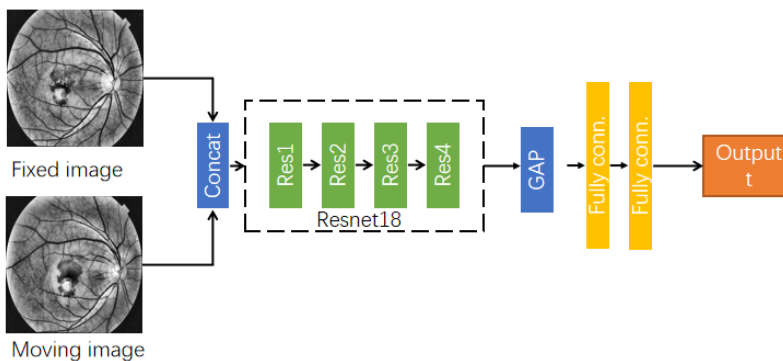 Fixed image
Moving image
Concat
Res1
Res2
Res3
Res4
Resnet18
GAP
Fully conn.
Fully conn.
Output
t